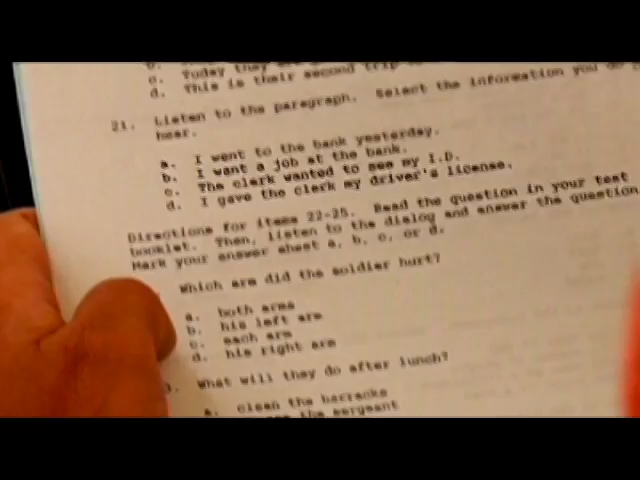 c. Today they
d. This is their second trip
21. Listen to the paragraph. Select the information you do
hear.
a. I went to the bank yesterday.
b. I want a job at the bank.
c. The clerk wanted to see my I.D.
d. I gave the clerk my driver's license.
Directions for items 22-25. Read the question in your test
booklet. Then, listen to the dialog and answer the question
Mark your answer sheet a, b, c, or d.
Which arm did the soldier hurt?
a. both arms
b. his left arm
c. each arm
d. his right arm
What will they do after lunch?
a. clean the barracks
the sergeant